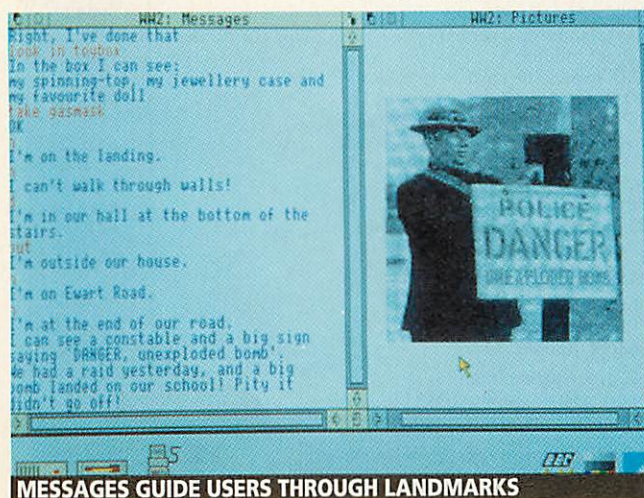 WW2: Messages
Right, I've done that
look in toybox
In the box I can see:
my spinning-top, my jewellery case and
my favourite doll
take gasmask
OK
I'm on the landing.
I can't walk through walls!
I'm in our hall at the bottom of the
stairs.
out
I'm outside our house.
I'm on Ewart Road.
I'm at the end of our road.
I can see a constable and a big sign
saying 'DANGER, unexploded bomb'.
We had a raid yesterday, and a big
bomb landed on our school! Pity it
didn't go off!
WW2: Pictures
POLICE
DANGER
UNEXPLODED BOMB
BBC
MESSAGES GUIDE USERS THROUGH LANDMARKS